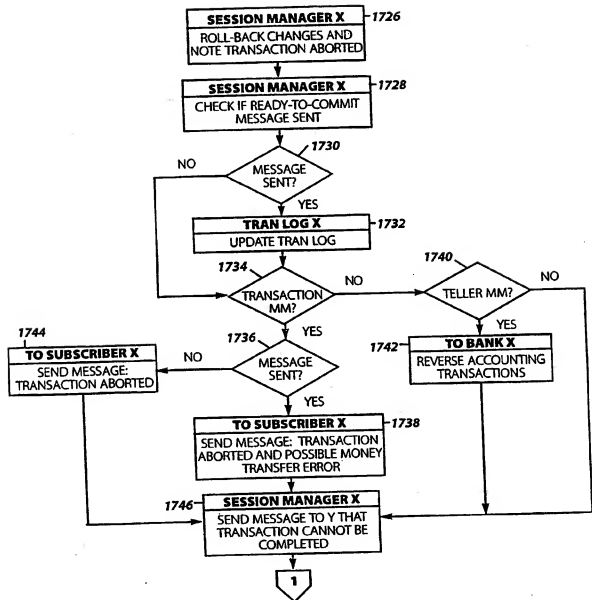 SESSION MANAGER X
1726
ROLL-BACK CHANGES AND
NOTE TRANSACTION ABORTED
SESSION MANAGER X
1728
CHECK IF READY-TO-COMMIT
MESSAGE SENT
1730
NO
MESSAGE
SENT?
YES
TRAN LOG X
1732
UPDATE TRAN LOG
1734
TRANSACTION
MM?
NO
1740
TELLER MM?
NO
YES
YES
1744
TO SUBSCRIBER X
SEND MESSAGE:
TRANSACTION ABORTED
NO
1736
MESSAGE
SENT?
YES
1742
TO BANK X
REVERSE ACCOUNTING
TRANSACTIONS
TO SUBSCRIBER X
1738
SEND MESSAGE: TRANSACTION
ABORTED AND POSSIBLE MONEY
TRANSFER ERROR
1746
SESSION MANAGER X
SEND MESSAGE TO Y THAT
TRANSACTION CANNOT BE
COMPLETED
1